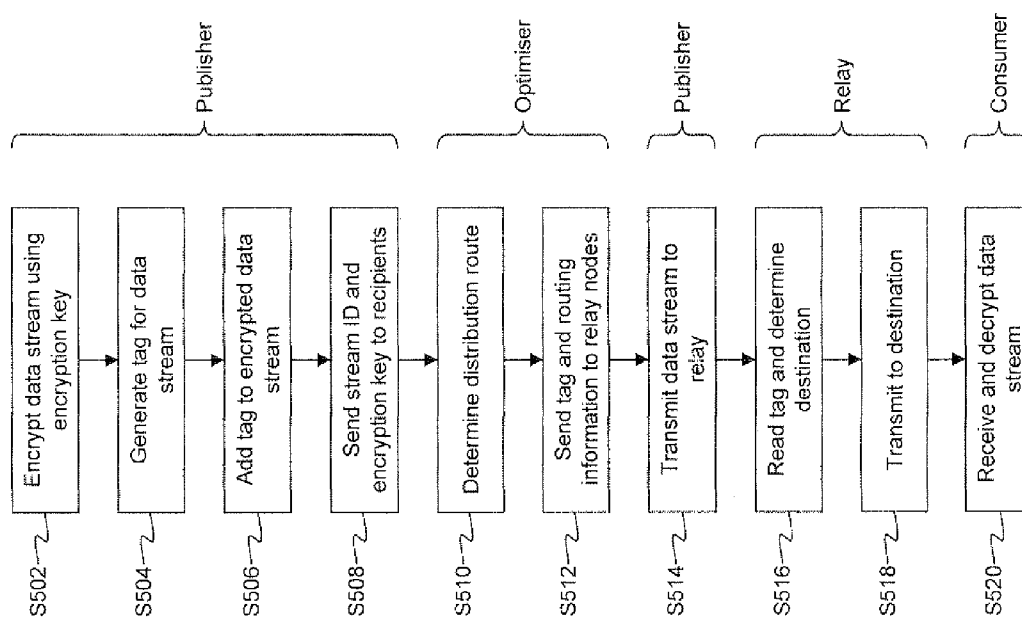 S502
Encrypt data stream using
encryption key
S504
Generate tag for data
stream
S506
Add tag to encrypted data
stream
S508
Send stream ID and
encryption key to recipients
Publisher
S510
Determine distribution route
S512
Send tag and routing
information to relay nodes
Optimiser
S514
Transmit data stream to
relay
Publisher
S516
Read tag and determine
destination
S518
Transmit to destination
Relay
S520
Receive and decrypt data
stream
Consumer